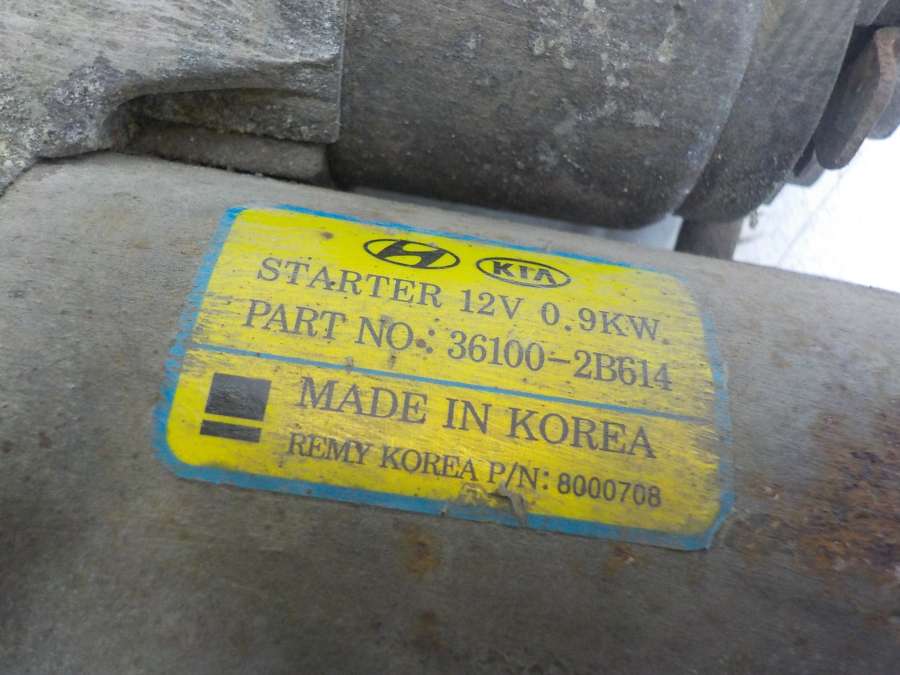 KIA
STARTER 12V 0.9KW.
PART NO.: 36100-2B614
MADE IN KOREA
REMY KOREA P/N: 8000708